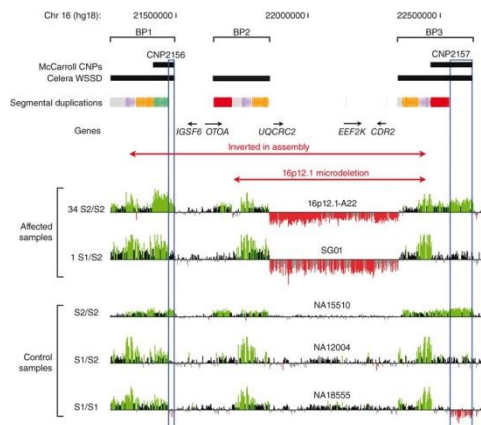 Chr 16 (hg18) 21500000 22000000 22500000
BP1 BP2 BP3
CNP2156 CNP2157
McCarroll CNPs
Celera WSSD
Segmental duplications
Genes IGSF6 OTOA UQCRC2 EEF2K CDR2
Inverted in assembly
16p12.1 microdeletion
Affected samples
34 S2/S2 16p12.1-A22
1 S1/S2 SG01
Control samples
S2/S2 NA15510
S1/S2 NA12004
S1/S1 NA18555